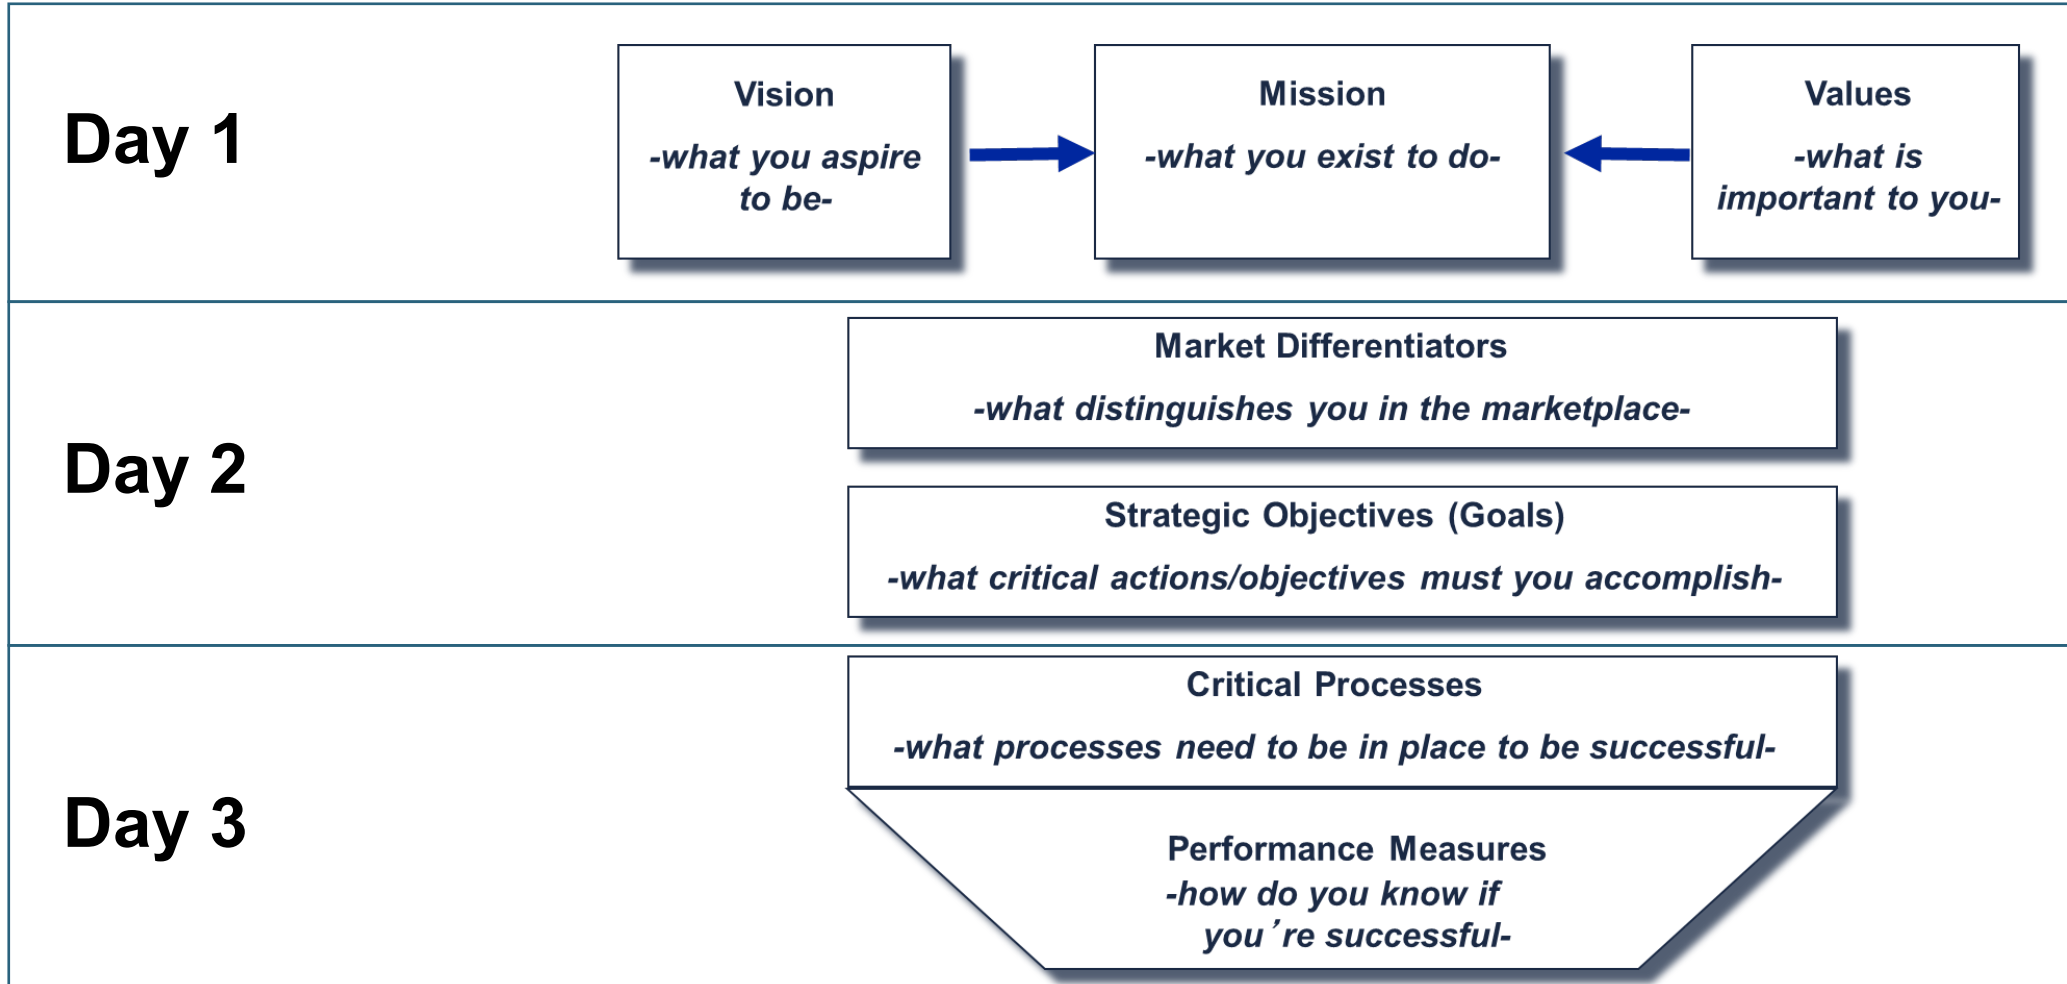 Day 1
Vision
-what you aspire
to be-
Mission
-what you exist to do-
Values
-what is
important to you-
Day 2
Market Differentiators
-what distinguishes you in the marketplace-
Strategic Objectives (Goals)
-what critical actions/objectives must you accomplish-
Day 3
Critical Processes
-what processes need to be in place to be successful-
Performance Measures
-how do you know if
you’re successful-